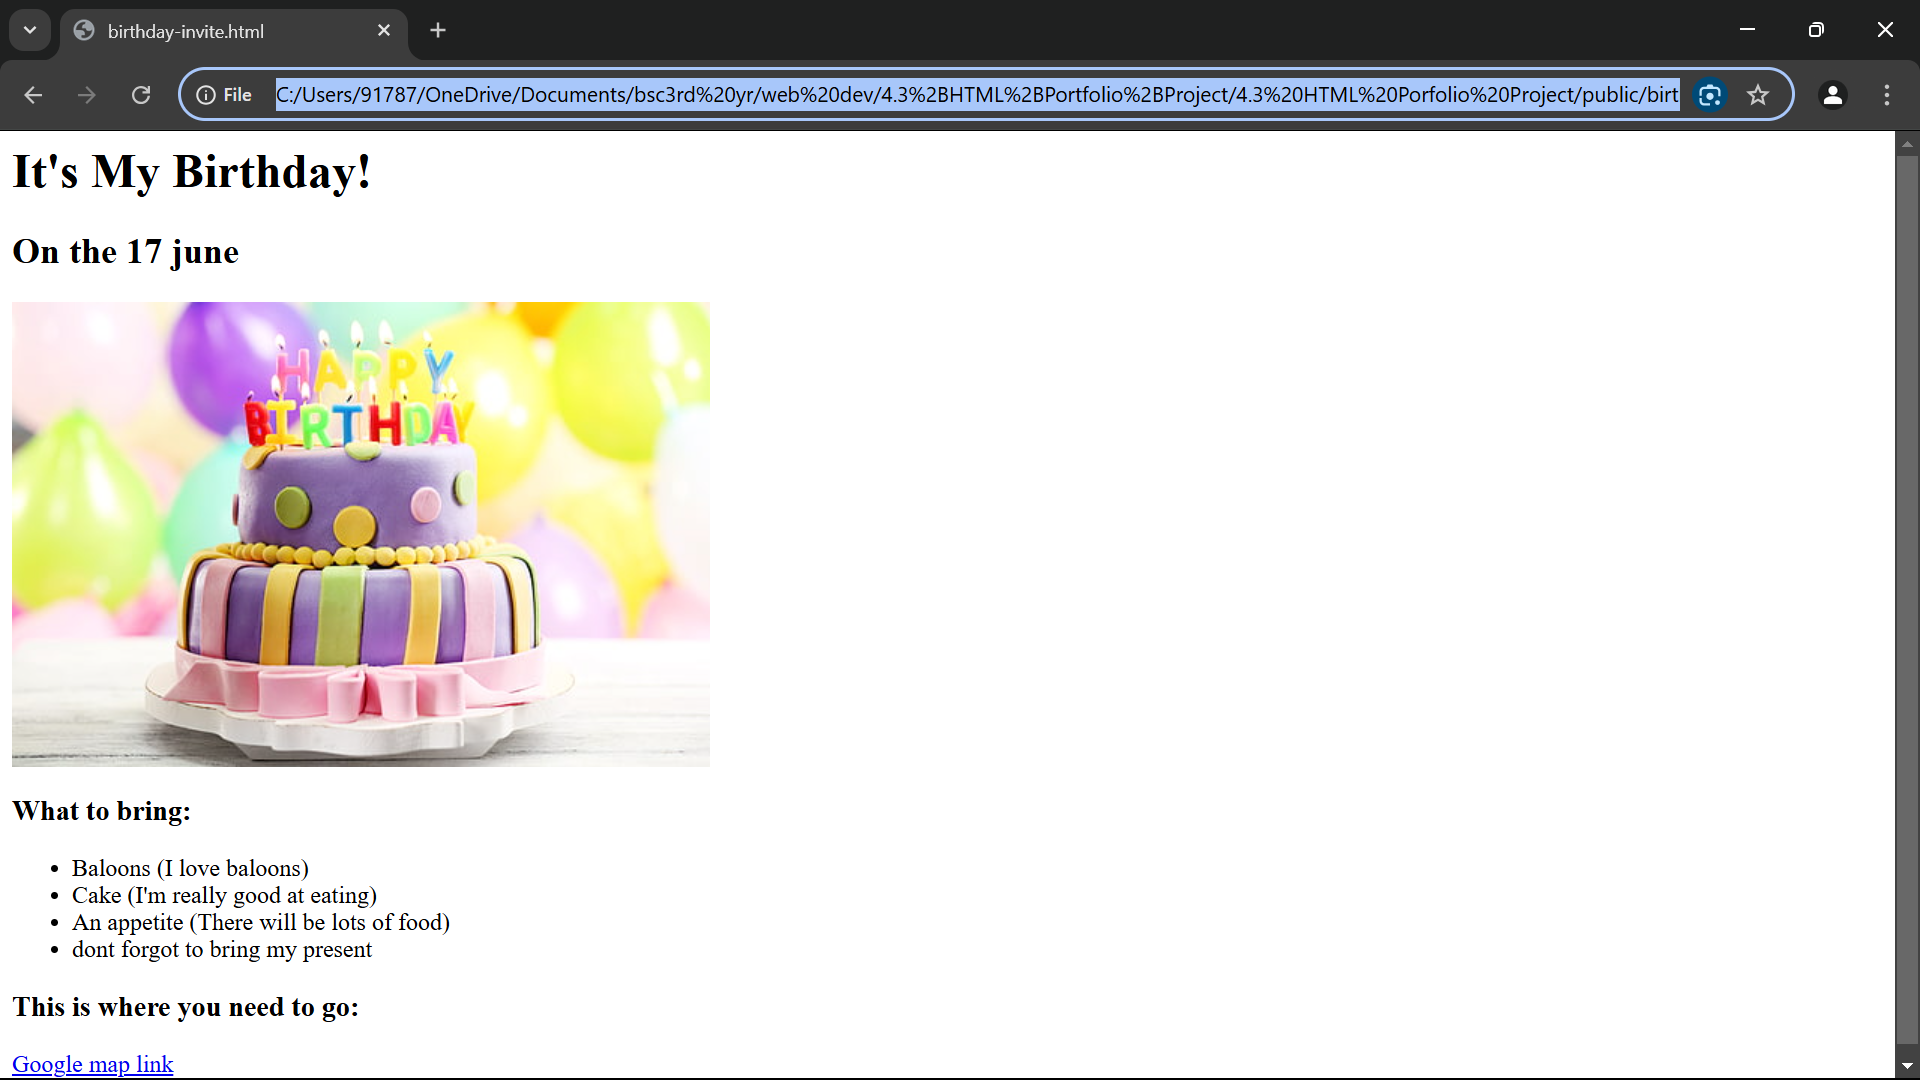 birthday-invite.html
File C:/Users/91787/OneDrive/Documents/bsc3rd%20yr/web%20dev/4.3%2BHTML%2BPortfolio%2BProject/4.3%20HTML%20Porfolio%20Project/public/birt
It's My Birthday!
On the 17 june
HAPPY
BIRTHDAY
What to bring:
• Baloons (I love baloons)
• Cake (I'm really good at eating)
• An appetite (There will be lots of food)
• dont forgot to bring my present
This is where you need to go:
Google map link